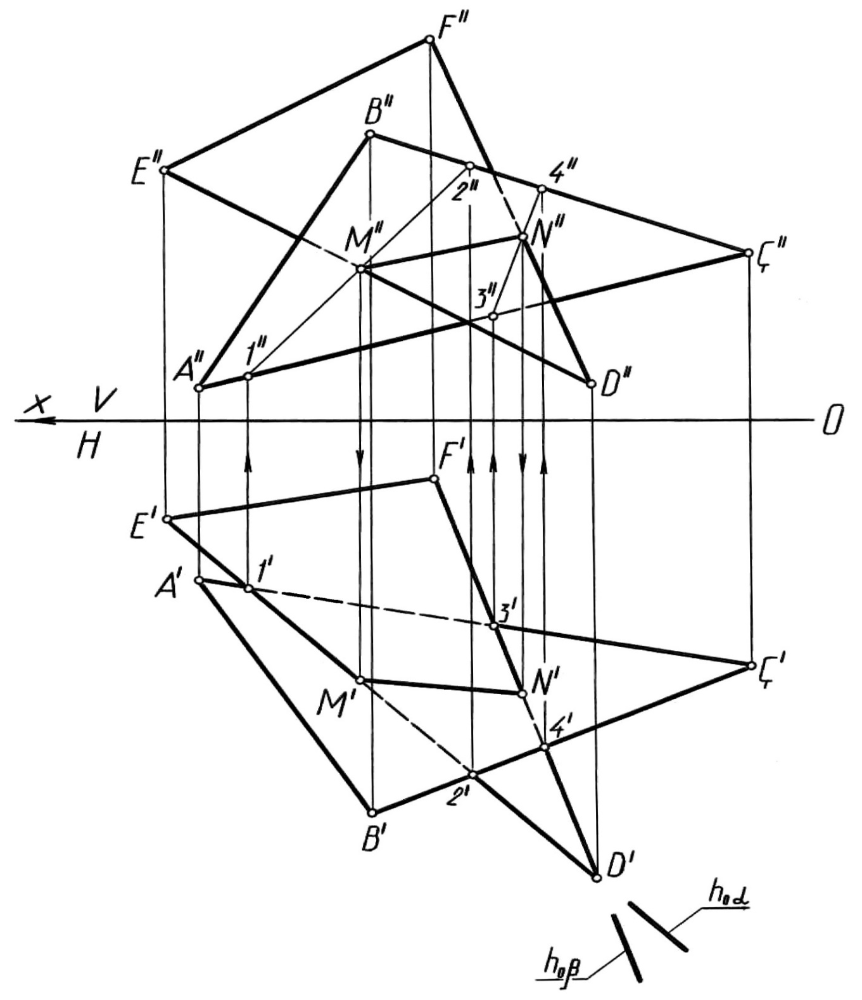 F"
B"
E"
4"
2"
M"
N"
Ç"
3"
1"
A"
D"
x
V
O
H
F'
E'
1'
A'
3'
N'
Ç'
M'
4'
2'
B'
D'
h₀α
h₀β